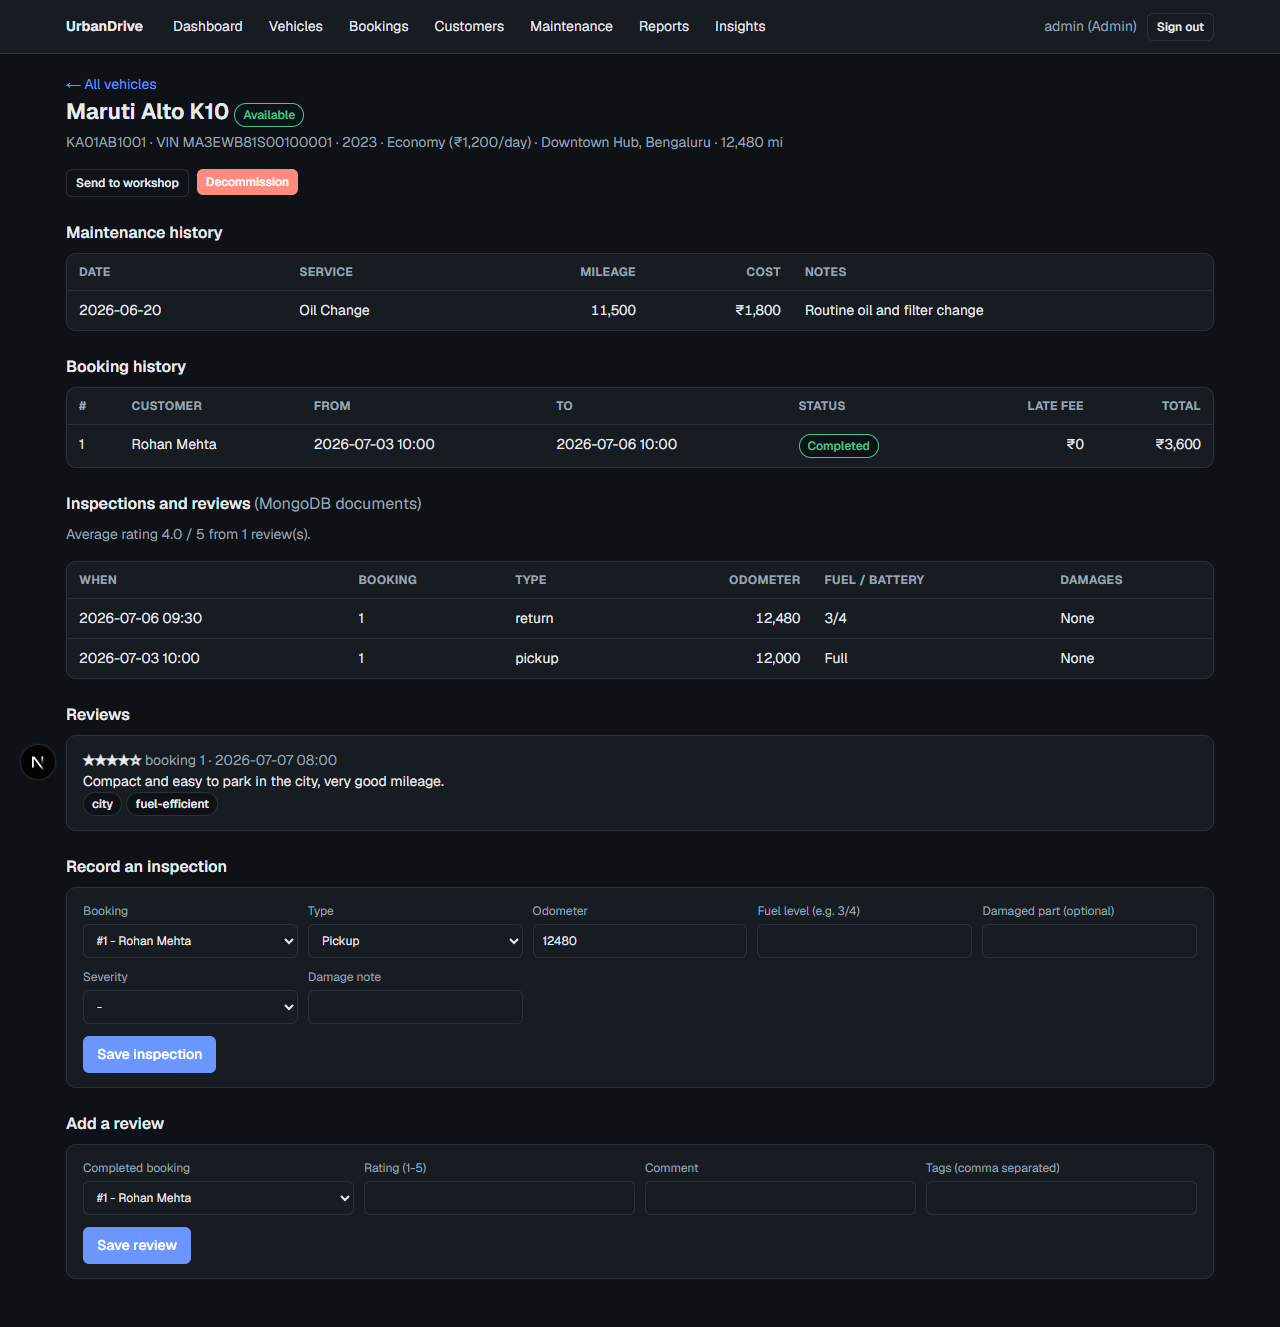 UrbanDrive Dashboard Vehicles Bookings Customers Maintenance Reports Insights admin (Admin) Sign out
← All vehicles
Maruti Alto K10 Available
KA01AB1001 · VIN MA3EWB81S00100001 · 2023 · Economy (₹1,200/day) · Downtown Hub, Bengaluru · 12,480 mi
Send to workshop Decommission
Maintenance history
DATE SERVICE MILEAGE COST NOTES
2026-06-20 Oil Change 11,500 ₹1,800 Routine oil and filter change
Booking history
# CUSTOMER FROM TO STATUS LATE FEE TOTAL
1 Rohan Mehta 2026-07-03 10:00 2026-07-06 10:00 Completed ₹0 ₹3,600
Inspections and reviews (MongoDB documents)
Average rating 4.0 / 5 from 1 review(s).
WHEN BOOKING TYPE ODOMETER FUEL / BATTERY DAMAGES
2026-07-06 09:30 1 return 12,480 3/4 None
2026-07-03 10:00 1 pickup 12,000 Full None
Reviews
N
★★★★☆ booking 1 · 2026-07-07 08:00
Compact and easy to park in the city, very good mileage.
city fuel-efficient
Record an inspection
Booking Type Odometer Fuel level (e.g. 3/4) Damaged part (optional)
#1 - Rohan Mehta Pickup 12480
Severity Damage note
-
Save inspection
Add a review
Completed booking Rating (1-5) Comment Tags (comma separated)
#1 - Rohan Mehta
Save review